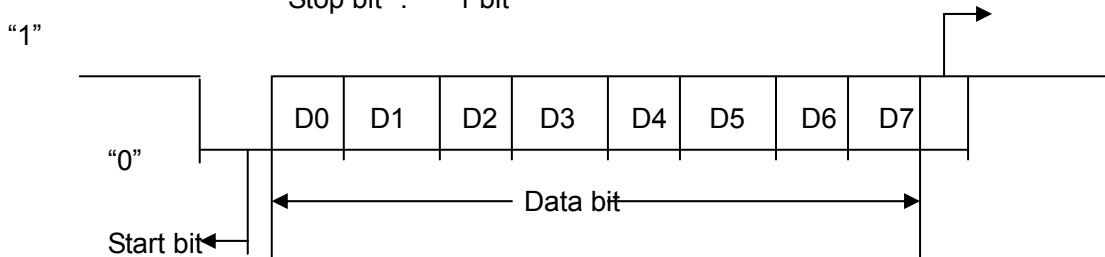 Stop bit : 1 bit
“1”
D0 D1 D2 D3 D4 D5 D6 D7
“0”
Data bit
Start bit